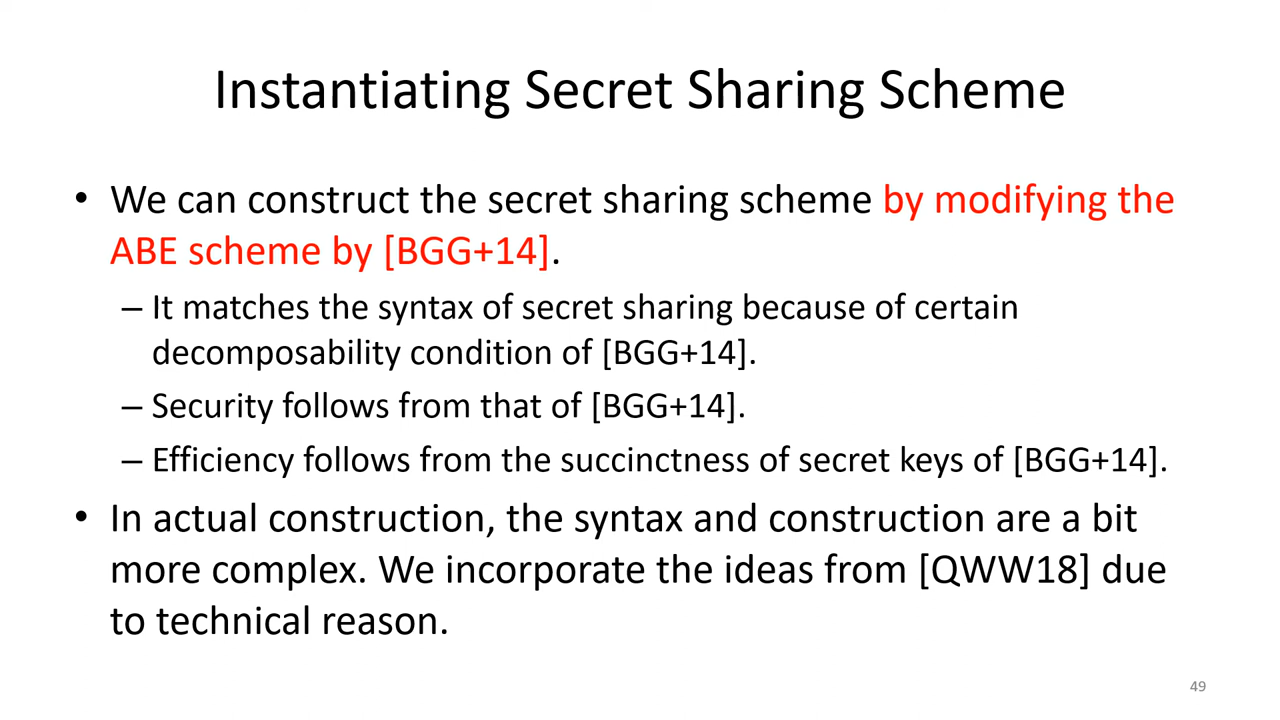 Instantiating Secret Sharing Scheme
• We can construct the secret sharing scheme by modifying the
ABE scheme by [BGG+14].
– It matches the syntax of secret sharing because of certain
decomposability condition of [BGG+14].
– Security follows from that of [BGG+14].
– Efficiency follows from the succinctness of secret keys of [BGG+14].
• In actual construction, the syntax and construction are a bit
more complex. We incorporate the ideas from [QWW18] due
to technical reason.
49